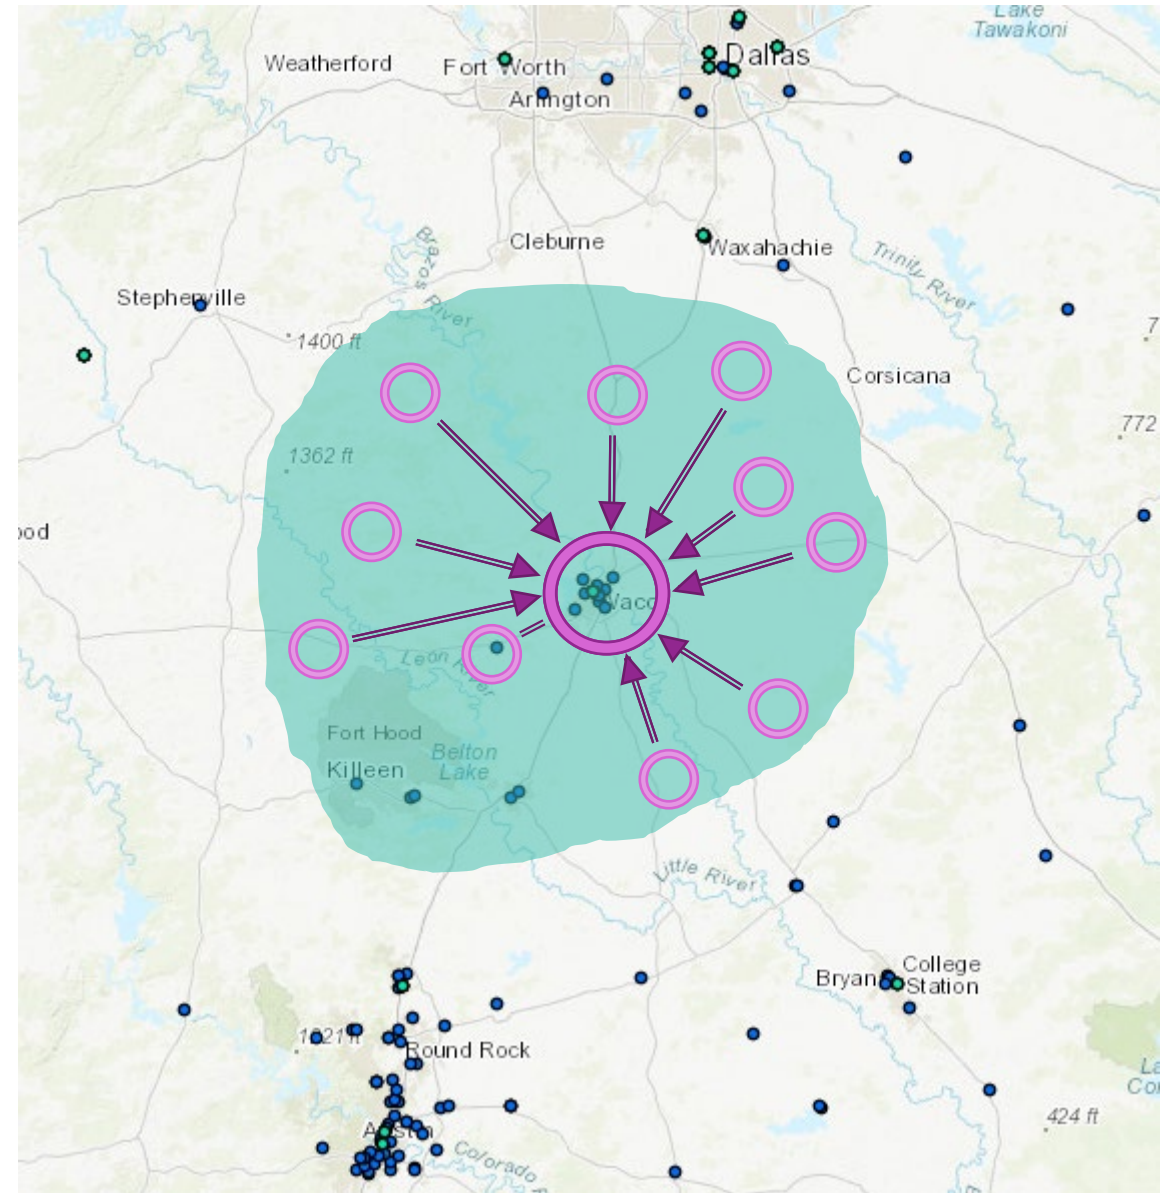 Lake
Tawakoni
Dallas
Weatherford
Fort Worth
Arlington
Cleburne
Waxahachie
Trinity River
Brazos River
Stephenville
1400 ft
Corsicana
772
1362 ft
Waco
Leon River
Fort Hood
Killeen
Belton
Lake
Little River
Bryan
College
Station
1321 ft
Round Rock
424 ft
Austin
Colorado